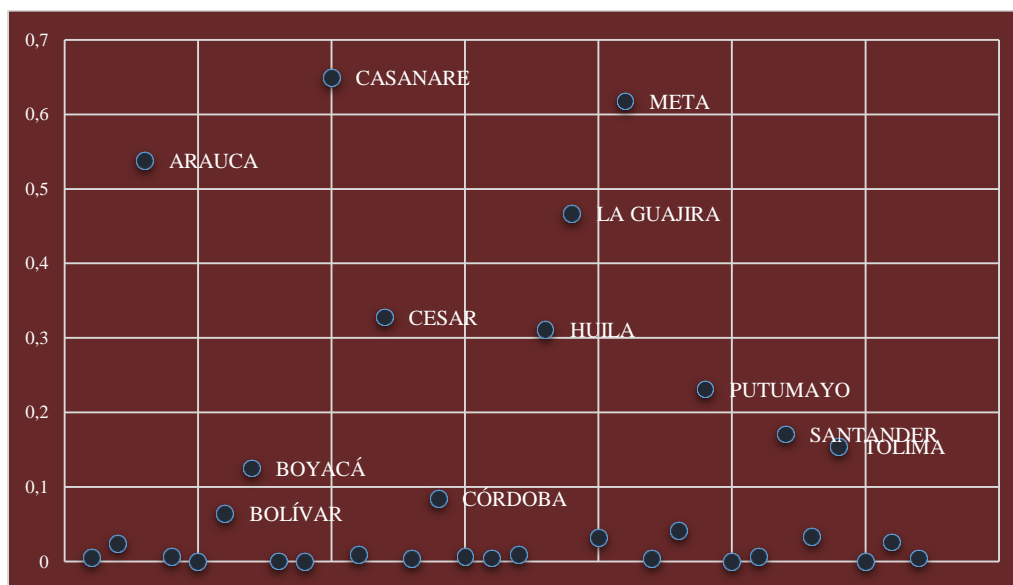 0,7
CASANARE
META
0,6
ARAUCA
0,5
LA GUAJIRA
0,4
CESAR
HUILA
0,3
PUTUMAYO
0,2
SANTANDER
TOLIMA
BOYACÁ
0,1
CÓRDOBA
BOLÍVAR
0